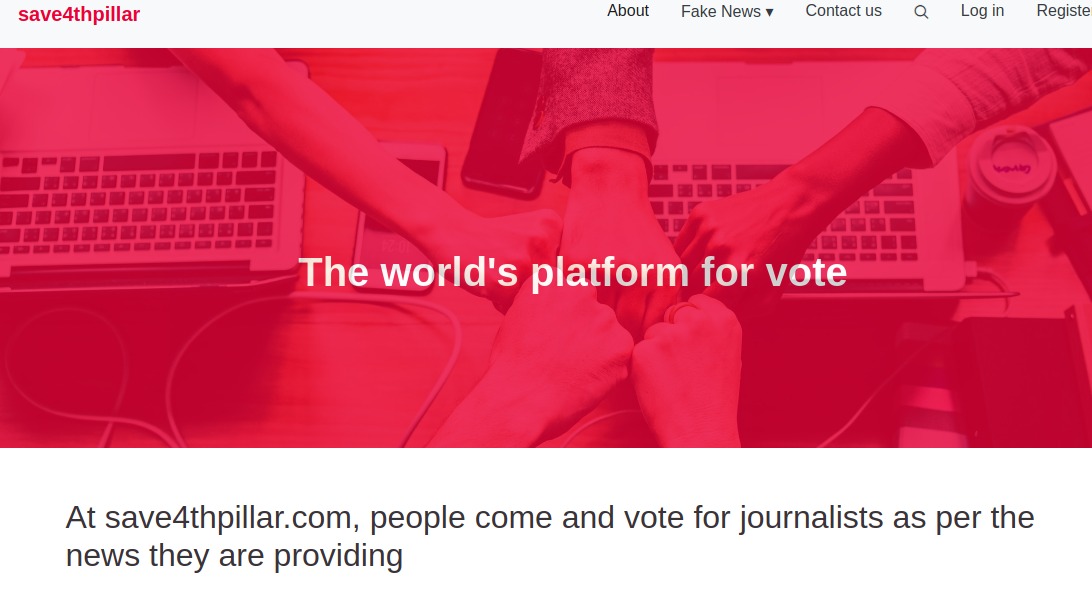 save4thpillar
About
Fake News ▾
Contact us
Log in
Registe
The world's platform for vote
At save4thpillar.com, people come and vote for journalists as per the
news they are providing